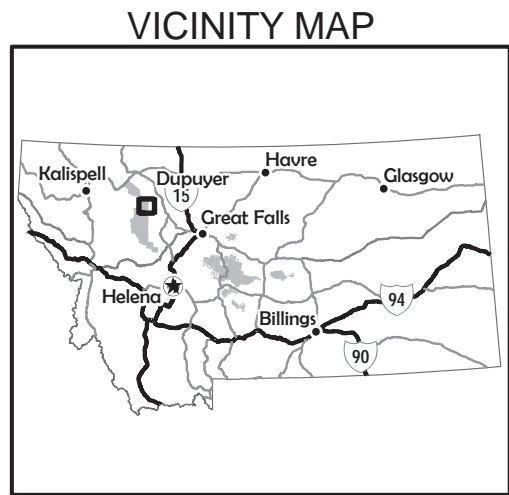 VICINITY MAP
Havre
Kalispell
Dupuyer
Glasgow
15
Great Falls
Helena
94
Billings
90